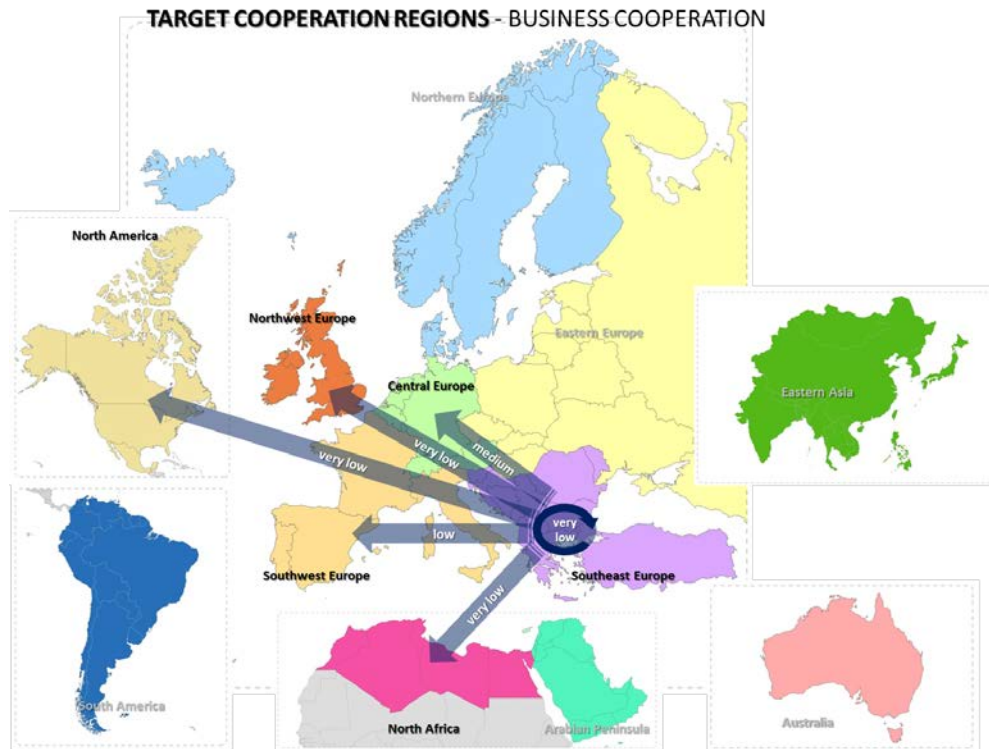 TARGET COOPERATION REGIONS - BUSINESS COOPERATION
Northern Europe
North America
Northwest Europe
Eastern Europe
Central Europe
Eastern Asia
medium
very low
very low
very
low
low
Southwest Europe
Southeast Europe
very low
South America
North Africa
Arabian Peninsula
Australia